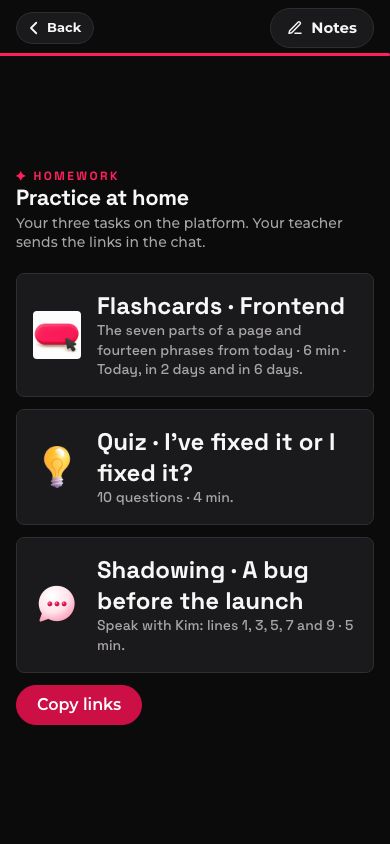 Back
Notes
HOMEWORK
Practice at home
Your three tasks on the platform. Your teacher
sends the links in the chat.
Flashcards · Frontend
The seven parts of a page and
fourteen phrases from today · 6 min ·
Today, in 2 days and in 6 days.
Quiz · I've fixed it or I
fixed it?
10 questions · 4 min.
Shadowing · A bug
before the launch
Speak with Kim: lines 1, 3, 5, 7 and 9 · 5
min.
Copy links